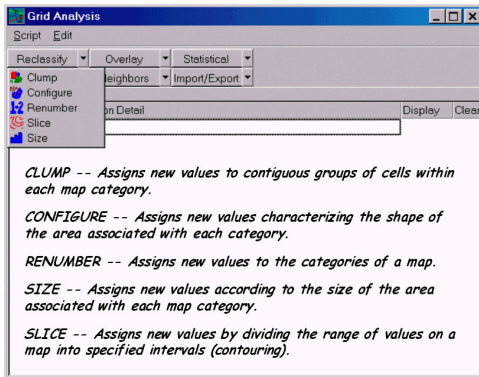 Grid Analysis
Script Edit
Reclassify Overlay Statistical
Neighbors Import/Export
Clump
Configure
Renumber
Slice
Size
on Detail Display Clear
CLUMP -- Assigns new values to contiguous groups of cells within
each map category.
CONFIGURE -- Assigns new values characterizing the shape of
the area associated with each category.
RENUMBER -- Assigns new values to the categories of a map.
SIZE -- Assigns new values according to the size of the area
associated with each map category.
SLICE -- Assigns new values by dividing the range of values on a
map into specified intervals (contouring).